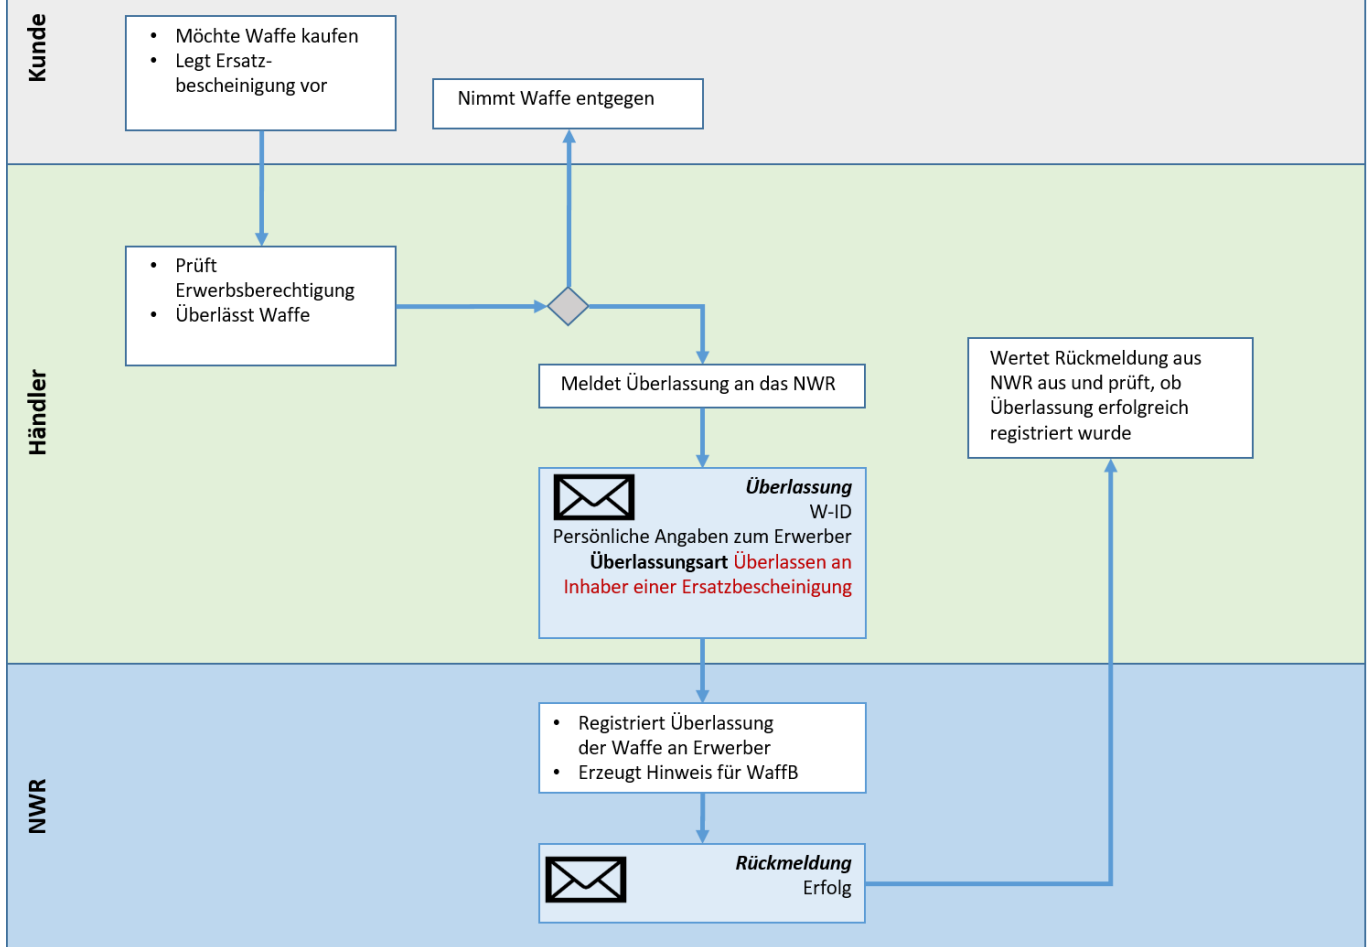 Kunde
• Möchte Waffe kaufen
• Legt Ersatz-
bescheinigung vor
Nimmt Waffe entgegen
Händler
• Prüft
Erwerbsberechtigung
• Überlässt Waffe
Meldet Überlassung an das NWR
Überlassung
W-ID
Persönliche Angaben zum Erwerber
Überlassungsart Überlassen an
Inhaber einer Ersatzbescheinigung
Wertet Rückmeldung aus
NWR aus und prüft, ob
Überlassung erfolgreich
registriert wurde
NWR
• Registriert Überlassung
der Waffe an Erwerber
• Erzeugt Hinweis für WaffB
Rückmeldung
Erfolg